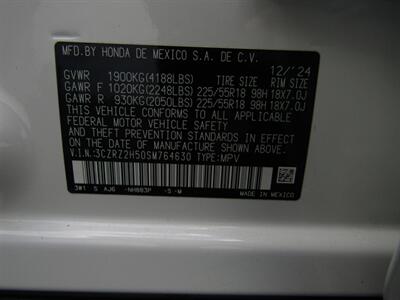 MFD.BY HONDA DE MEXICO S.A. DE C.V.
12/'24
GVWR 1900KG(4188LBS) TIRE SIZE RIM SIZE
GAWR F 1020KG(2248LBS) 225/55R18 98H 18X7.0J
GAWR R 930KG(2050LBS) 225/55R18 98H 18X7.0J
THIS VEHICLE CONFORMS TO ALL APPLICABLE
FEDERAL MOTOR VEHICLE SAFETY AND
THEFT PREVENTION STANDARDS IN EFFECT
ON THE DATE OF MANUFACTURE SHOWN ABOVE.
V.I.N.:3CZRZ2H50SM764630 TYPE:MPV
3W1 S AJ6 -NH883P -S -M